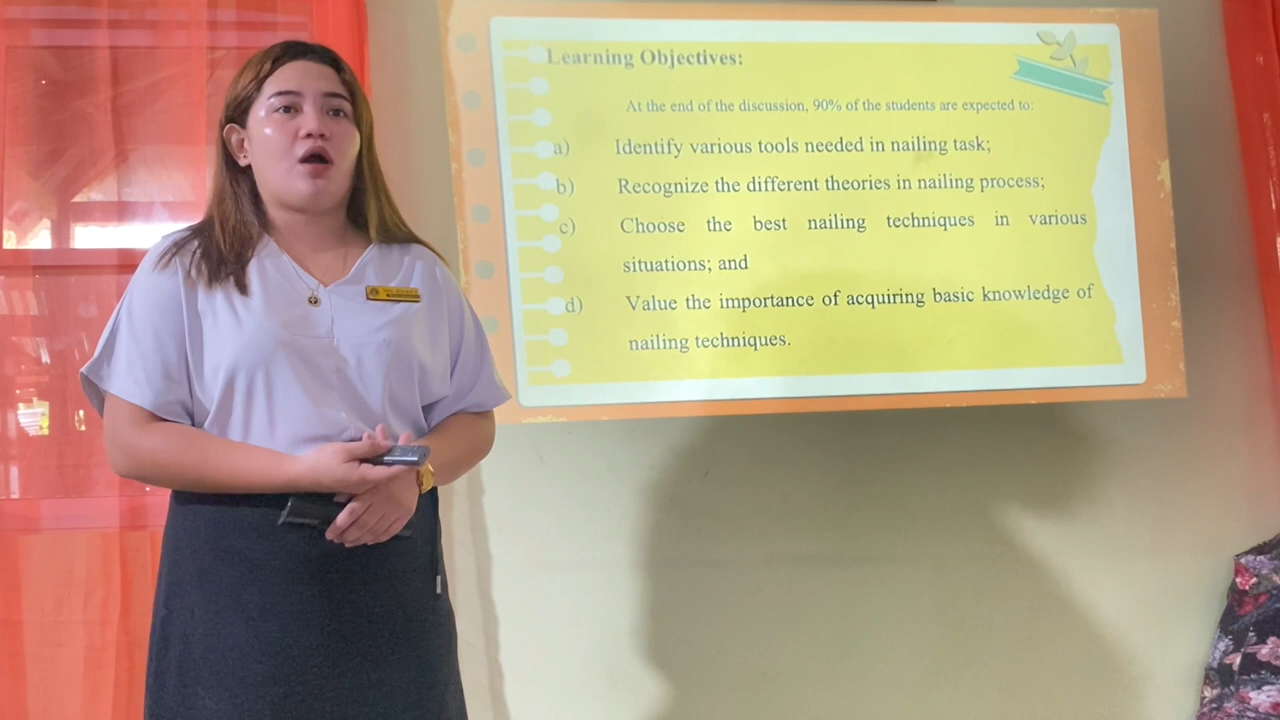 Learning Objectives:
At the end of the discussion, 90% of the students are expected to:
a) Identify various tools needed in nailing task;
b) Recognize the different theories in nailing process;
c) Choose the best nailing techniques in various
situations; and
d) Value the importance of acquiring basic knowledge of
nailing techniques.